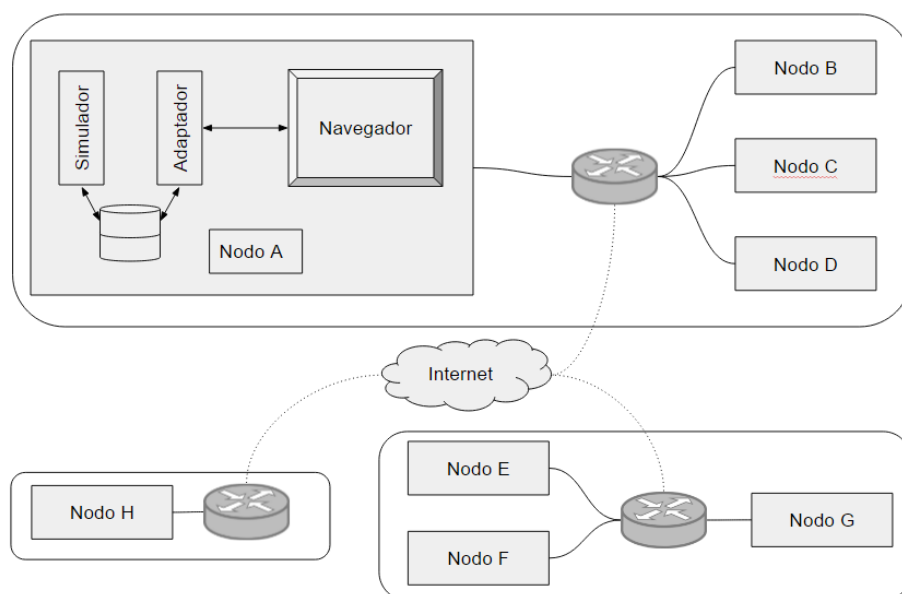 Simulador
Adaptador
Navegador
Nodo A
Nodo B
Nodo C
Nodo D
Internet
Nodo H
Nodo E
Nodo F
Nodo G